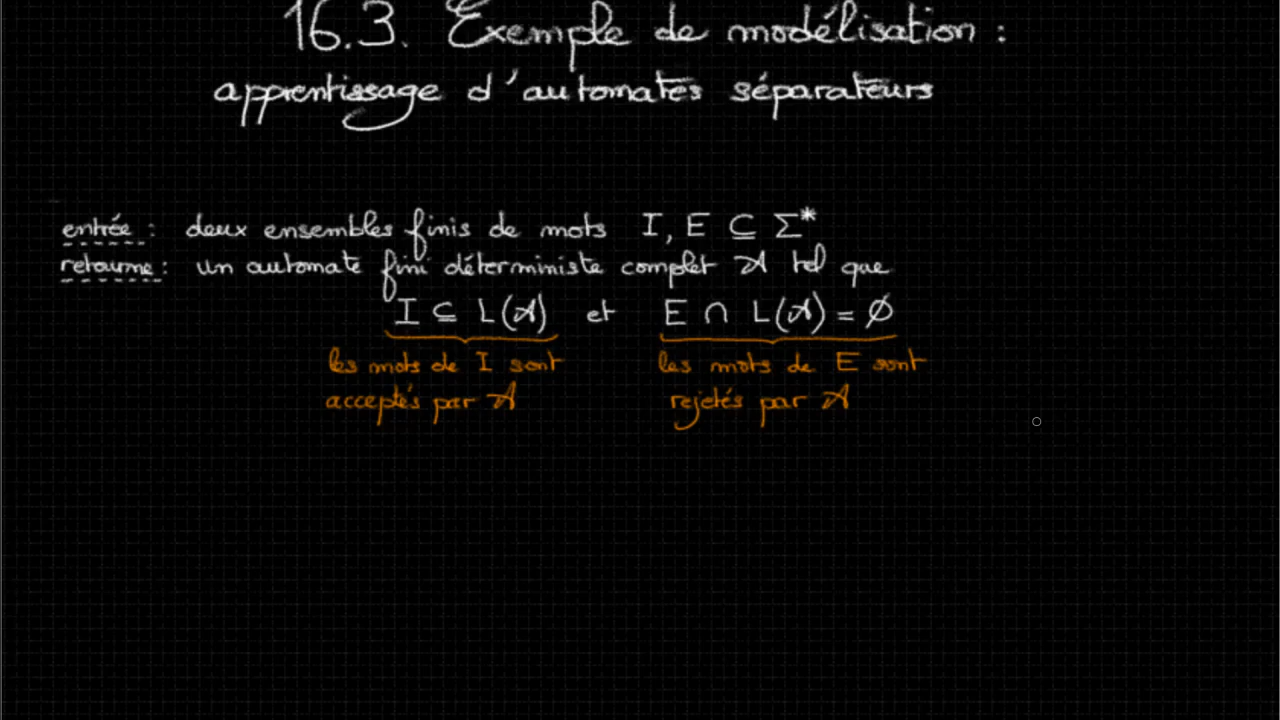 16.3. Exemple de modélisation :
apprentissage d'automates séparateurs
entrée : deux ensembles finis de mots I, E ⊆ Σ*
retourne : un automate fini déterministe complet 𝒜 tel que
I ⊆ L(𝒜) et E ∩ L(𝒜) = ∅
les mots de I sont
acceptés par 𝒜
les mots de E sont
rejetés par 𝒜